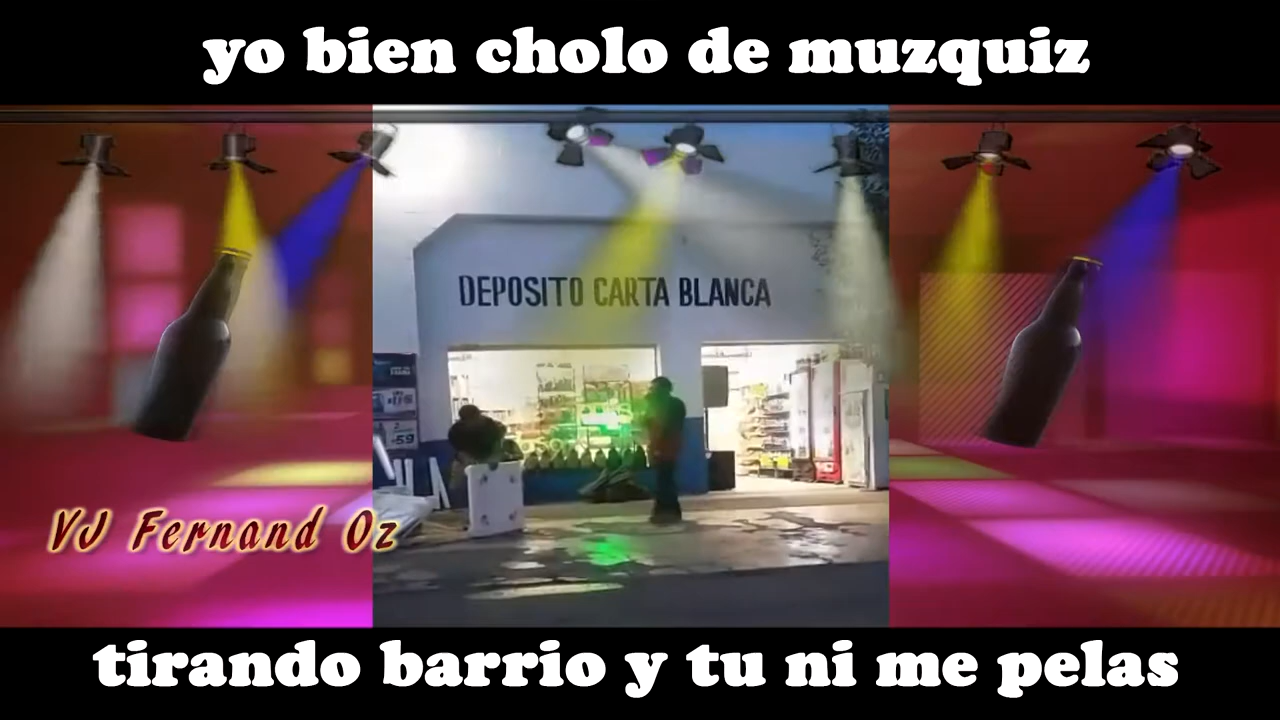 yo bien cholo de muzquiz
DEPOSITO CARTA BLANCA
VJ Fernand Oz
tirando barrio y tu ni me pelas